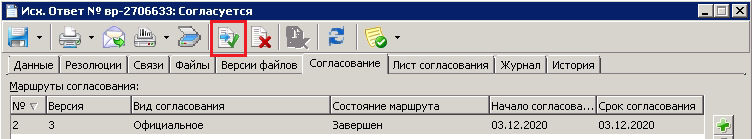 Исх. Ответ № вр-2706633: Согласуется
Данные Резолюции Связи Файлы Версии файлов Согласование Лист согласования Журнал История
Маршруты согласования:
№ Версия Вид согласования Состояние маршрута Начало согласова... Срок согласования
2 3 Официальное Завершен 03.12.2020 03.12.2020